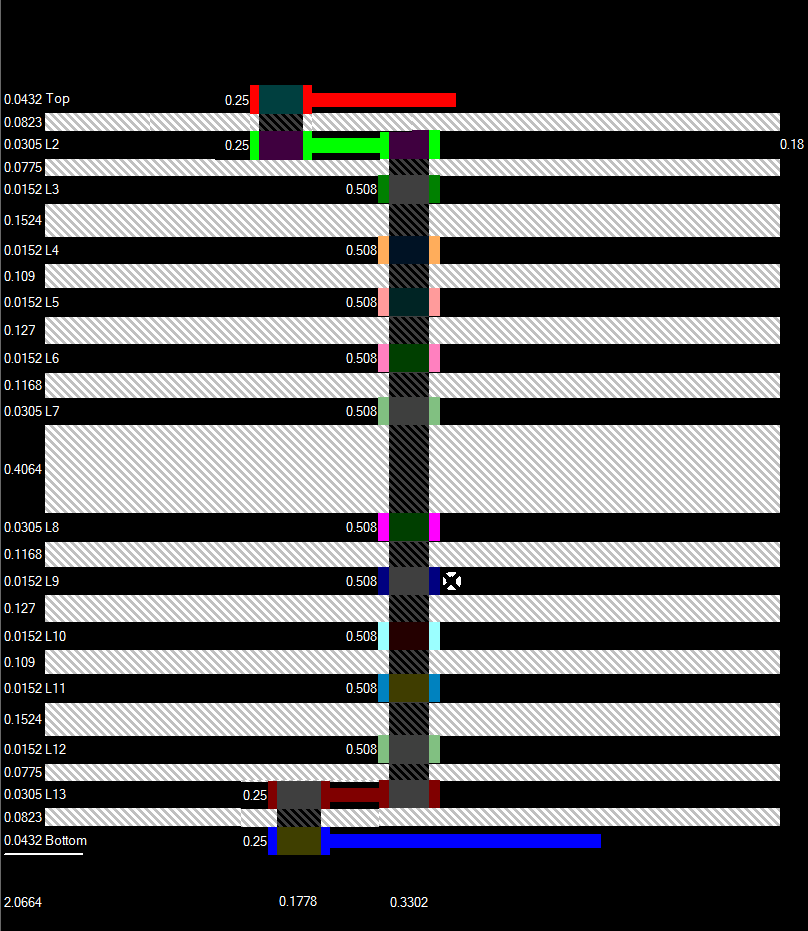 0.0432 Top 0.25
0.0823
0.0305 L2 0.25 0.18
0.0775
0.0152 L3 0.508
0.1524
0.0152 L4 0.508
0.109
0.0152 L5 0.508
0.127
0.0152 L6 0.508
0.1168
0.0305 L7 0.508
0.4064
0.0305 L8 0.508
0.1168
0.0152 L9 0.508
0.127
0.0152 L10 0.508
0.109
0.0152 L11 0.508
0.1524
0.0152 L12 0.508
0.0775
0.0305 L13 0.25
0.0823
0.0432 Bottom 0.25
2.0664 0.1778 0.3302